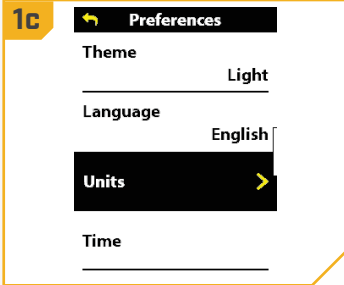 1c
Preferences
Theme
Light
Language
English
Units
Time